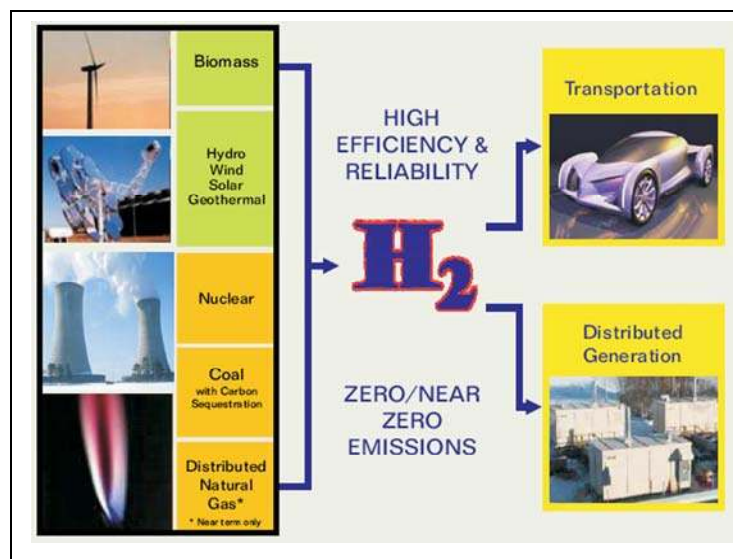 Biomass
Hydro
Wind
Solar
Geothermal
Nuclear
Coal
with Carbon
Sequestration
Distributed
Natural
Gas*
* Near term only
HIGH
EFFICIENCY &
RELIABILITY
H2
ZERO/NEAR
ZERO
EMISSIONS
Transportation
Distributed
Generation